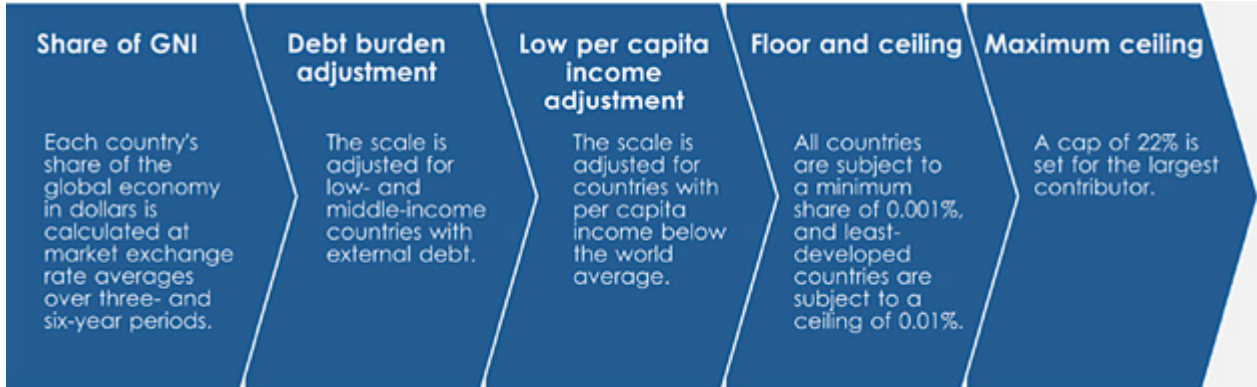 Share of GNI
Each country's
share of the
global economy
in dollars is
calculated at
market exchange
rate averages
over three- and
six-year periods.
Debt burden
adjustment
The scale is
adjusted for
low- and
middle-income
countries with
external debt.
Low per capita
income
adjustment
The scale is
adjusted for
countries with
per capita
income below
the world
average.
Floor and ceiling
All countries
are subject to
a minimum
share of 0.001%,
and least-
developed
countries are
subject to a
ceiling of 0.01%.
Maximum ceiling
A cap of 22% is
set for the largest
contributor.